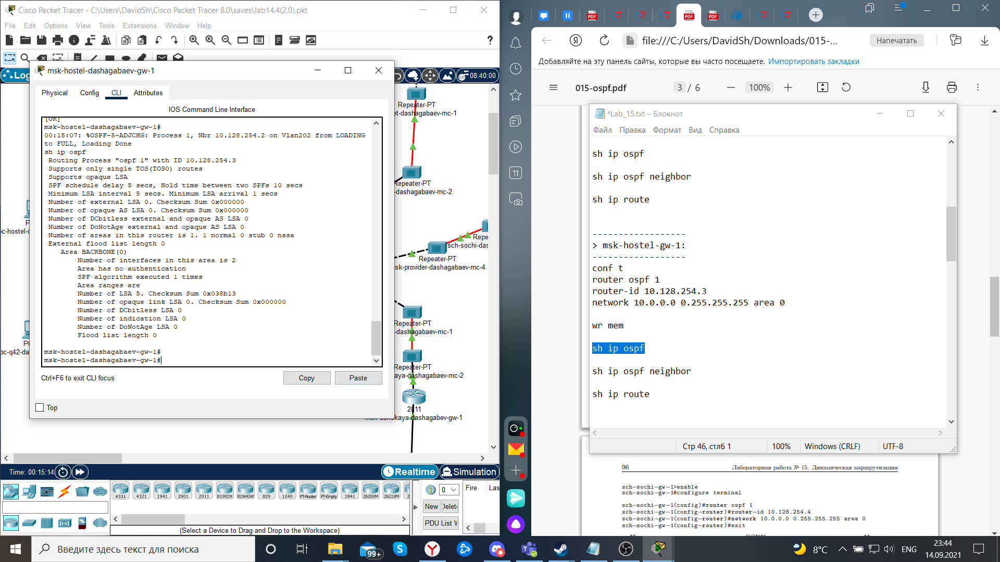 Cisco Packet Tracer - C:\Users\DavidSh\Cisco Packet Tracer 8.0\saves\lab14.4(2.0).pkt
File Edit Options View Tools Extensions Window Help
msk-hostel-dashagabaev-gw-1
Physical Config CLI Attributes
IOS Command Line Interface
[OK]
msk-hostel-dashagabaev-gw-1#
00:15:07: %OSPF-5-ADJCHG: Process 1, Nbr 10.128.254.2 on Vlan202 from LOADING
to FULL, Loading Done
sh ip ospf
Routing Process "ospf 1" with ID 10.128.254.3
Supports only single TOS(TOS0) routes
Supports opaque LSA
SPF schedule delay 5 secs, Hold time between two SPFs 10 secs
Minimum LSA interval 5 secs. Minimum LSA arrival 1 secs
Number of external LSA 0. Checksum Sum 0x000000
Number of opaque AS LSA 0. Checksum Sum 0x000000
Number of DCbitless external and opaque AS LSA 0
Number of DoNotAge external and opaque AS LSA 0
Number of areas in this router is 1. 1 normal 0 stub 0 nssa
External flood list length 0
Area BACKBONE(0)
Number of interfaces in this area is 2
Area has no authentication
SPF algorithm executed 1 times
Area ranges are
Number of LSA 5. Checksum Sum 0x038b13
Number of opaque link LSA 0. Checksum Sum 0x000000
Number of DCbitless LSA 0
Number of indication LSA 0
Number of DoNotAge LSA 0
Flood list length 0
msk-hostel-dashagabaev-gw-1#
msk-hostel-dashagabaev-gw-1#
Ctrl+F6 to exit CLI focus
Copy Paste
Top
Log
08:40:00
Repeater-PT
et-dashagabaev-mc-1
Repeater-PT
-dashagabaev-mc-2
Repe
sch-sochi-das
Repeater-PT
sk-provider-dashagabaev-mc-4
Repeater-PT
-dashagabaev-mc-1
Repeater-PT
aya-dashagabaev-mc-2
2811
msk-donskaya-dashagabev-gw-1
P
pc-hostel-d
PC
pc-q42-da
Time: 00:15:14
Realtime Simulation
4331 4321 1941 2901 2911 819IOX 819HGW 829 1240 PT-Router PT-Empty 1841 2620XM 2621XM 2
(Select a Device to Drag and Drop to the Workspace)
0
New Delete
PDU List W
Fire Las
PDF PDF PDF
file:///C:/Users/DavidSh/Downloads/015-...
Напечатать
Добавляйте на эту панель сайты, которые вы часто посещаете. Импортировать закладки
015-ospf.pdf
3 / 6
100%
11
*Lab_15.txt – Блокнот
Файл Правка Формат Вид Справка
sh ip ospf
sh ip ospf neighbor
sh ip route
------------------
> msk-hostel-gw-1:
------------------
conf t
router ospf 1
router-id 10.128.254.3
network 10.0.0.0 0.255.255.255 area 0
wr mem
sh ip ospf
sh ip ospf neighbor
sh ip route
Стр 46, стлб 1 100% Windows (CRLF) UTF-8
96 Лабораторная работа № 15. Динамическая маршрутизация
sch-sochi-gw-1>enable
sch-sochi-gw-1#configure terminal
sch-sochi-gw-1(config)#router ospf 1
sch-sochi-gw-1(config-router)#router-id 10.128.254.4
sch-sochi-gw-1(config-router)#network 10.0.0.0 0.255.255.255 area 0
sch-sochi-gw-1(config-router)#exit
Введите здесь текст для поиска
99+
8°C
ENG
23:44
14.09.2021